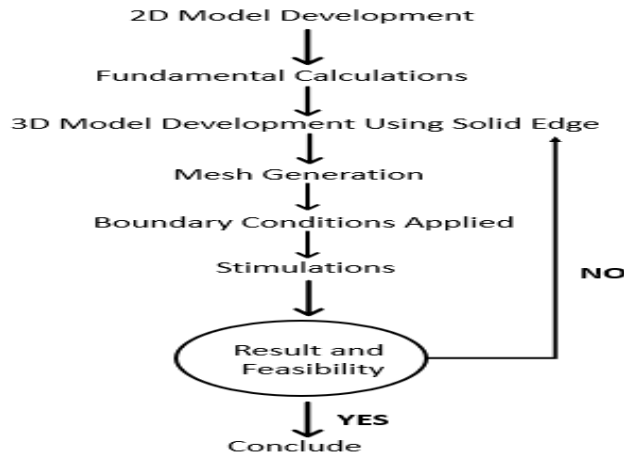 2D Model Development
Fundamental Calculations
3D Model Development Using Solid Edge
Mesh Generation
Boundary Conditions Applied
Stimulations
NO
Result and
Feasibility
YES
Conclude